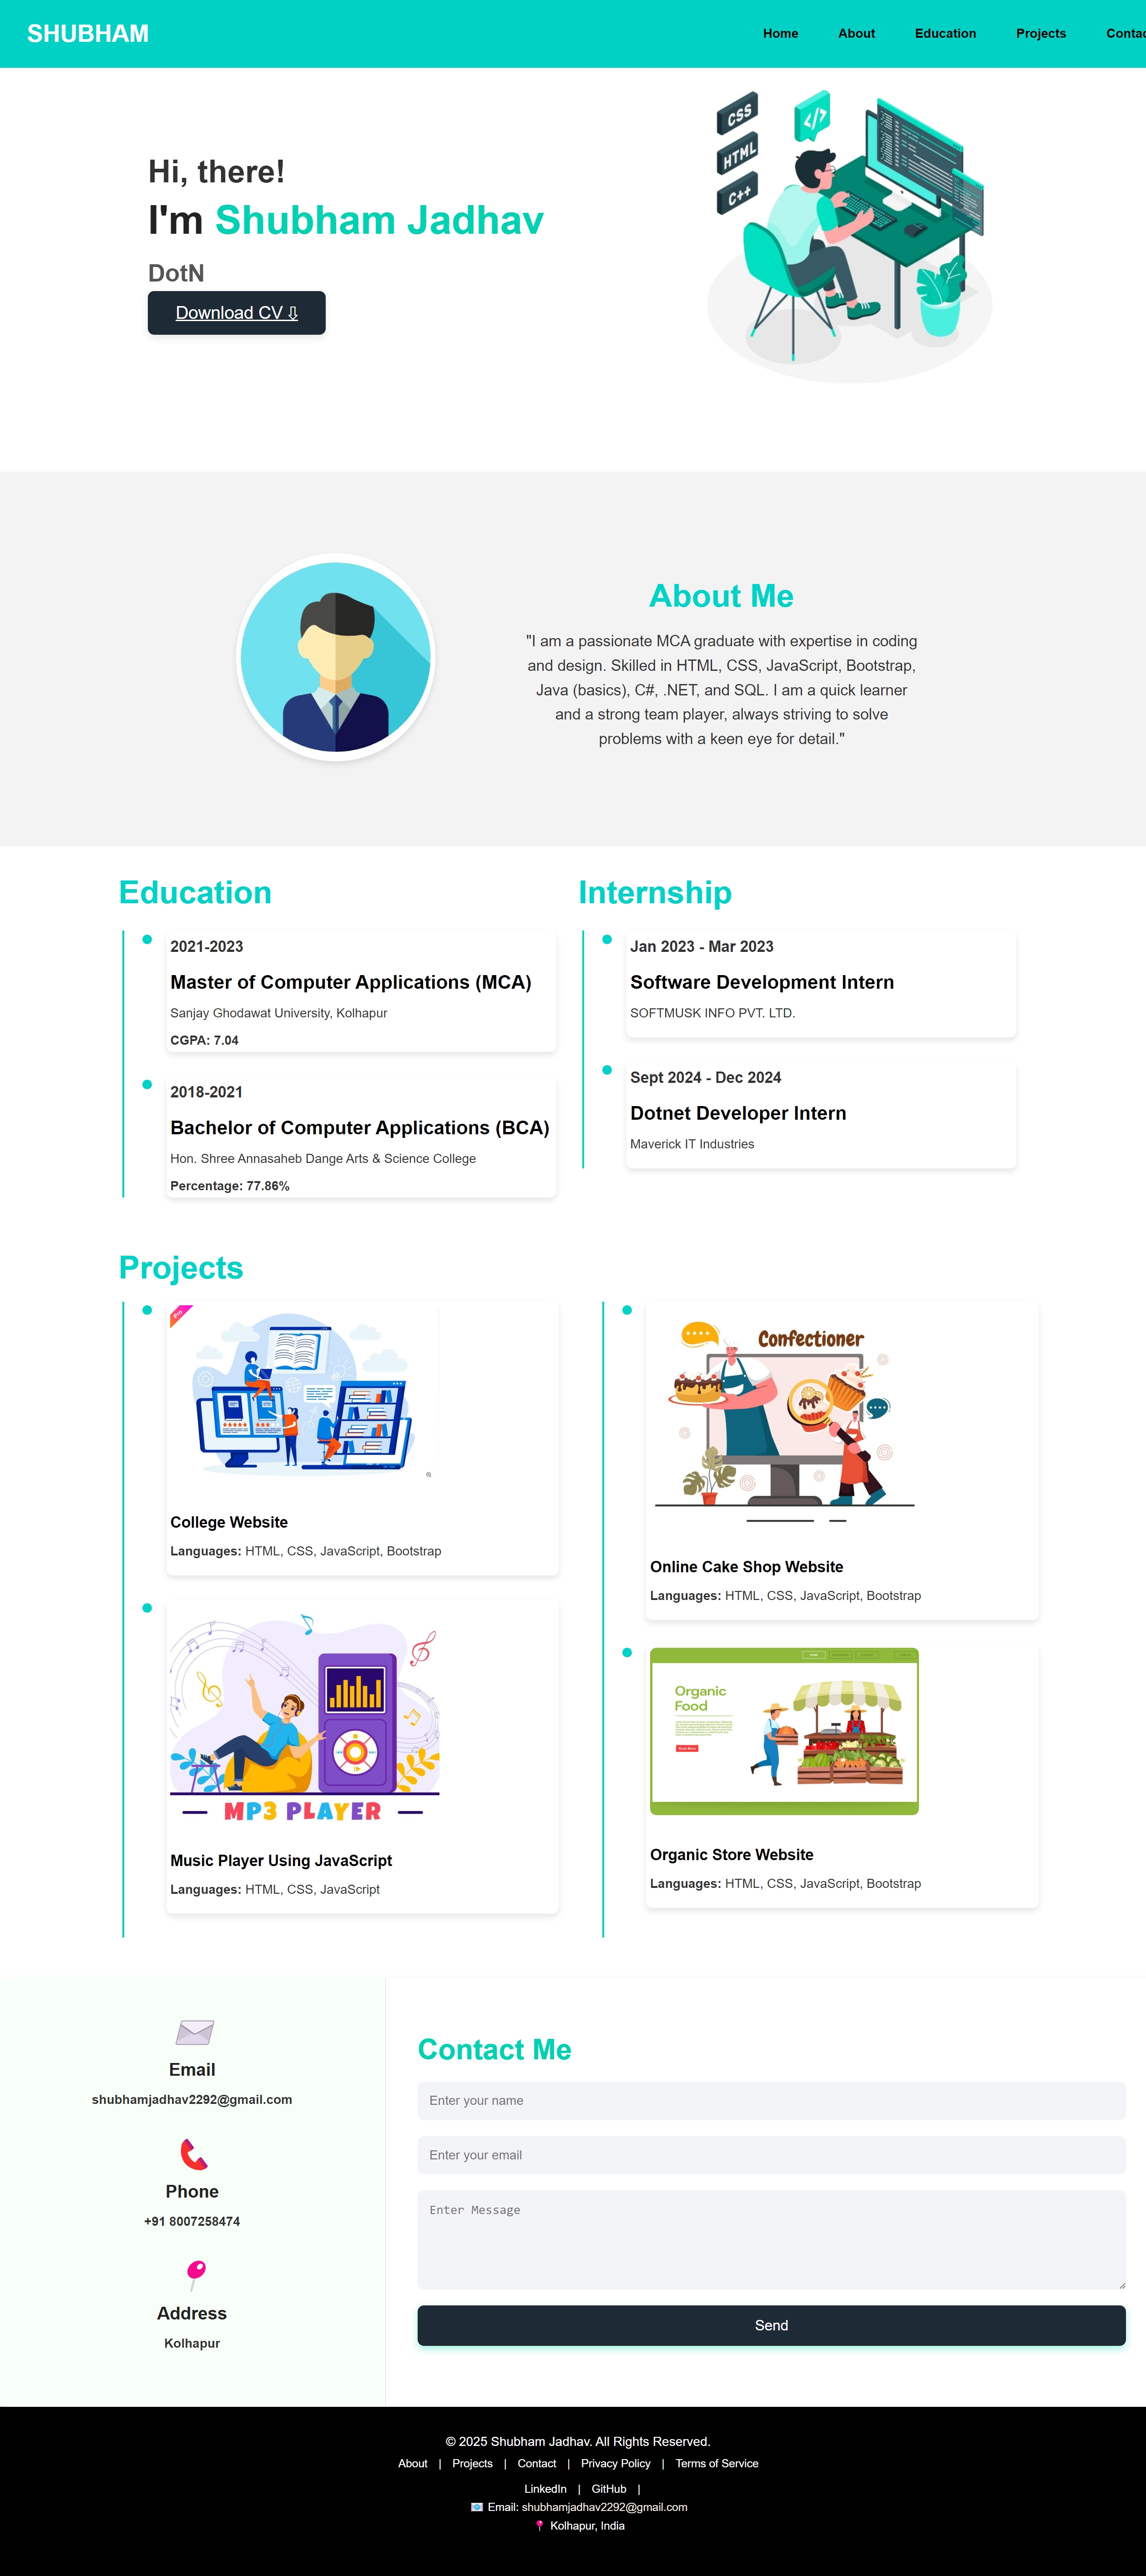 SHUBHAM
Home About Education Projects Contac
CSS
</>
HTML
C++
Hi, there!
I'm Shubham Jadhav
DotN
Download CV ⇩
About Me
"I am a passionate MCA graduate with expertise in coding
and design. Skilled in HTML, CSS, JavaScript, Bootstrap,
Java (basics), C#, .NET, and SQL. I am a quick learner
and a strong team player, always striving to solve
problems with a keen eye for detail."
Education
2021-2023
Master of Computer Applications (MCA)
Sanjay Ghodawat University, Kolhapur
CGPA: 7.04
2018-2021
Bachelor of Computer Applications (BCA)
Hon. Shree Annasaheb Dange Arts & Science College
Percentage: 77.86%
Internship
Jan 2023 - Mar 2023
Software Development Intern
SOFTMUSK INFO PVT. LTD.
Sept 2024 - Dec 2024
Dotnet Developer Intern
Maverick IT Industries
Projects
Pro
College Website
Languages: HTML, CSS, JavaScript, Bootstrap
MP3 PLAYER
Music Player Using JavaScript
Languages: HTML, CSS, JavaScript
Confectioner
Online Cake Shop Website
Languages: HTML, CSS, JavaScript, Bootstrap
Organic
Food
Read More
Organic Store Website
Languages: HTML, CSS, JavaScript, Bootstrap
Email
shubhamjadhav2292@gmail.com
Phone
+91 8007258474
Address
Kolhapur
Contact Me
Enter your name
Enter your email
Enter Message
Send
© 2025 Shubham Jadhav. All Rights Reserved.
About | Projects | Contact | Privacy Policy | Terms of Service
LinkedIn | GitHub |
📧 Email: shubhamjadhav2292@gmail.com
📍 Kolhapur, India